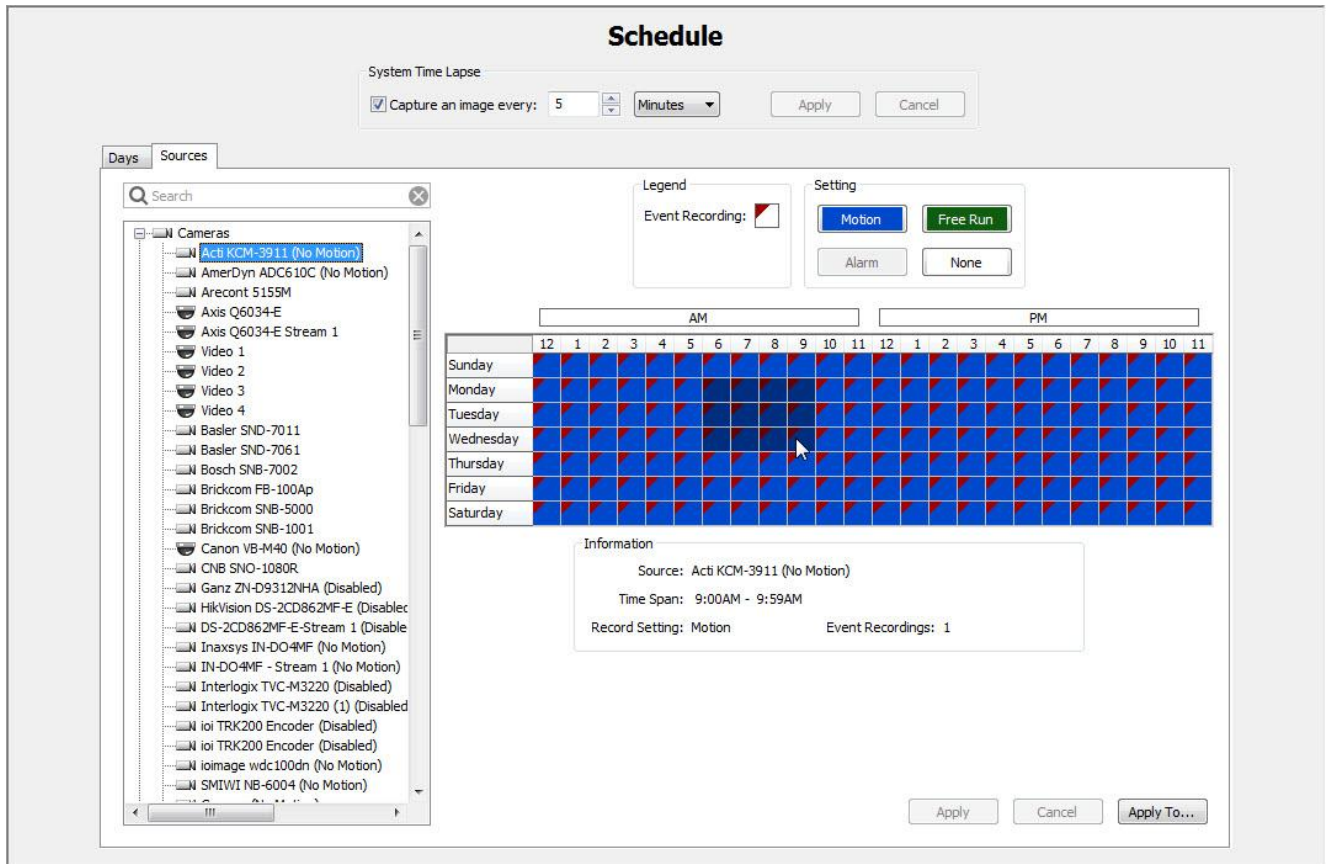 Schedule
System Time Lapse
Capture an image every: 5 Minutes Apply Cancel
Days Sources
Search
Legend
Event Recording:
Setting
Motion Free Run
Alarm None
Cameras
Acti KCM-3911 (No Motion)
AmerDyn ADC610C (No Motion)
Arecont 5155M
Axis Q6034-E
Axis Q6034-E Stream 1
Video 1
Video 2
Video 3
Video 4
Basler SND-7011
Basler SND-7061
Bosch SNB-7002
Brickcom FB-100Ap
Brickcom SNB-5000
Brickcom SNB-1001
Canon VB-M40 (No Motion)
CNB SNO-1080R
Ganz ZN-D9312NHA (Disabled)
HikVision DS-2CD862MF-E (Disabled
DS-2CD862MF-E-Stream 1 (Disable
Inaxsys IN-DO4MF (No Motion)
IN-DO4MF - Stream 1 (No Motion)
Interlogix TVC-M3220 (Disabled)
Interlogix TVC-M3220 (1) (Disabled
ioi TRK200 Encoder (Disabled)
ioi TRK200 Encoder (Disabled)
ioimage wdc100dn (No Motion)
SMIWI NB-6004 (No Motion)
AM PM
12 1 2 3 4 5 6 7 8 9 10 11 12 1 2 3 4 5 6 7 8 9 10 11
Sunday
Monday
Tuesday
Wednesday
Thursday
Friday
Saturday
Information
Source: Acti KCM-3911 (No Motion)
Time Span: 9:00AM - 9:59AM
Record Setting: Motion Event Recordings: 1
Apply Cancel Apply To...